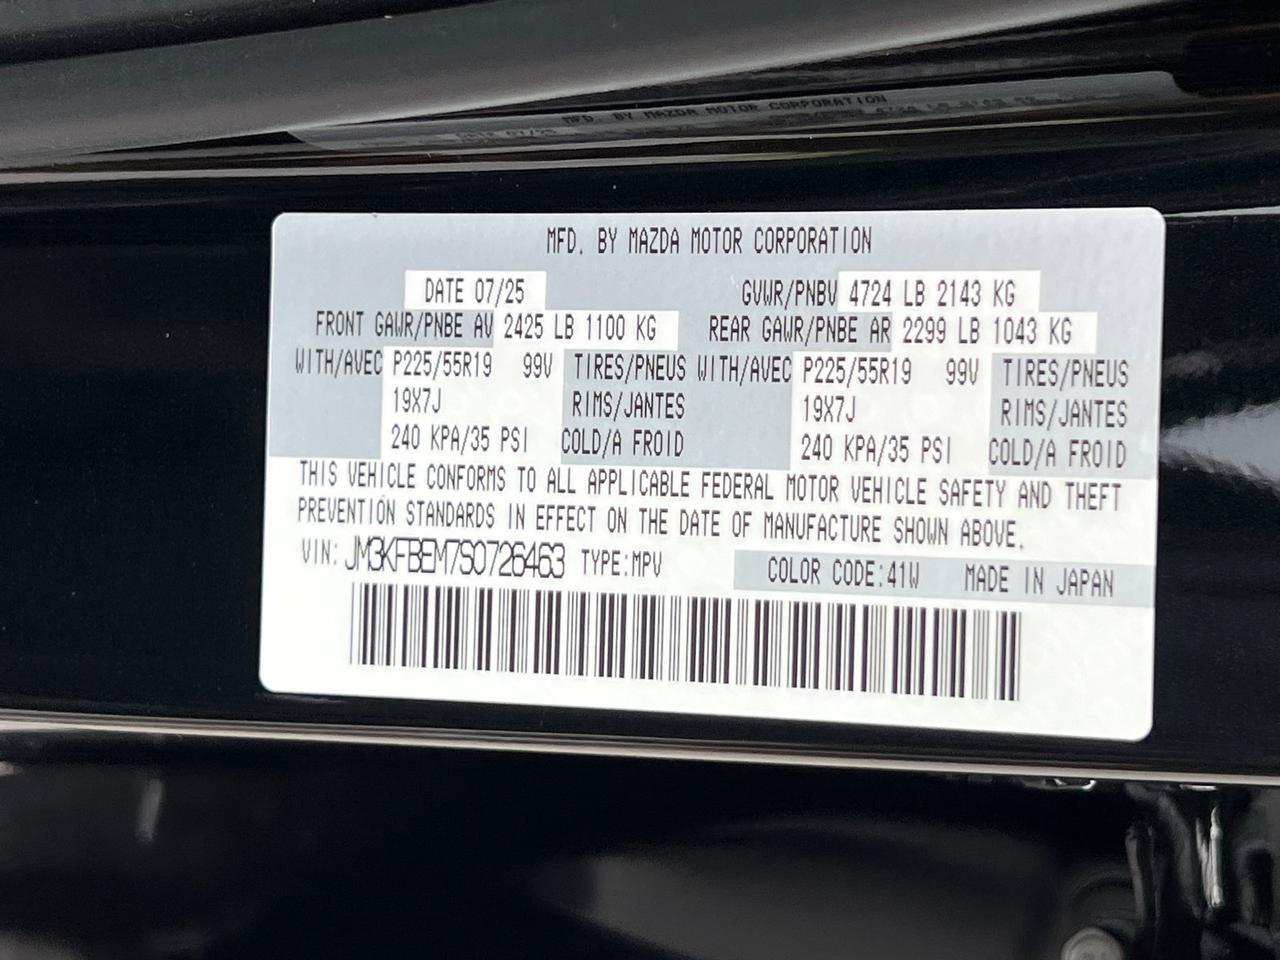 MFD. BY MAZDA MOTOR CORPORATION
MFD. BY MAZDA MOTOR CORPORATION
DATE 07/25 GVWR/PNBV 4724 LB 2143 KG
FRONT GAWR/PNBE AV 2425 LB 1100 KG REAR GAWR/PNBE AR 2299 LB 1043 KG
WITH/AVEC P225/55R19 99V TIRES/PNEUS WITH/AVEC P225/55R19 99V TIRES/PNEUS
19X7J RIMS/JANTES 19X7J RIMS/JANTES
240 KPA/35 PSI COLD/A FROID 240 KPA/35 PSI COLD/A FROID
THIS VEHICLE CONFORMS TO ALL APPLICABLE FEDERAL MOTOR VEHICLE SAFETY AND THEFT
PREVENTION STANDARDS IN EFFECT ON THE DATE OF MANUFACTURE SHOWN ABOVE.
VIN: JM3KFBEM7S0726463 TYPE:MPV COLOR CODE:41W MADE IN JAPAN